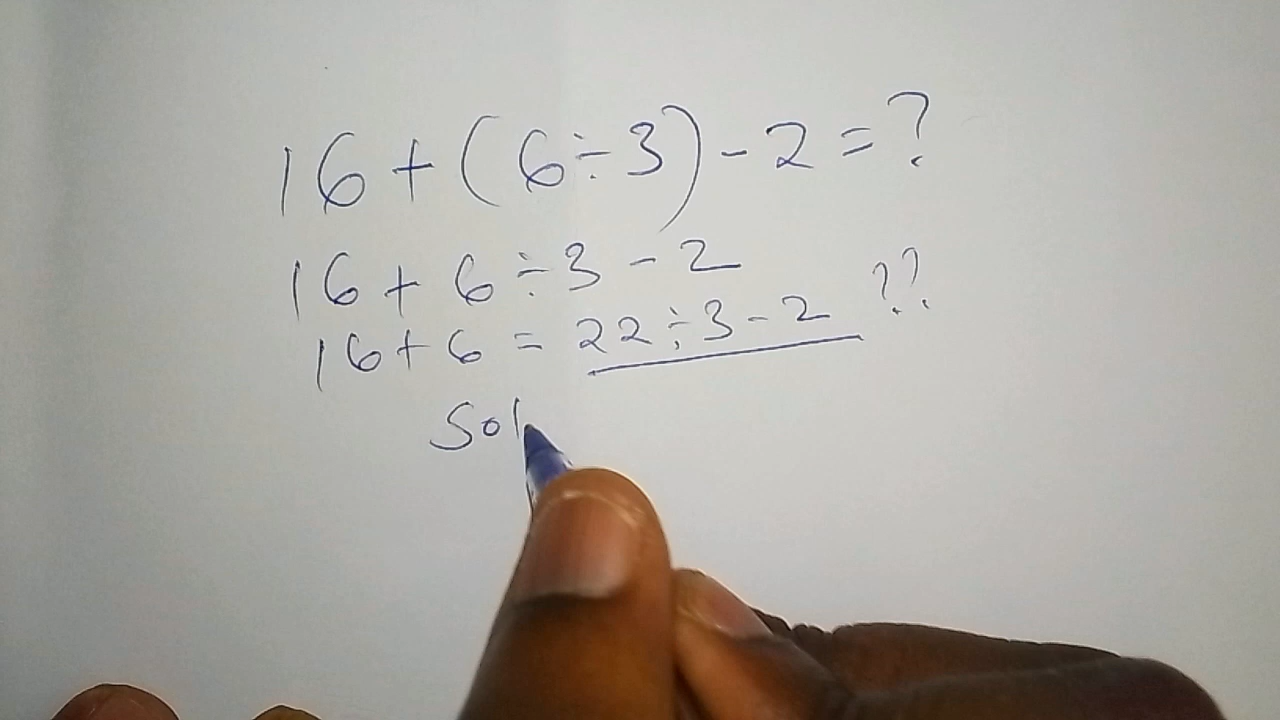 16 + (6 ÷ 3) - 2 = ?
16 + 6 ÷ 3 - 2
16 + 6 = 22 ÷ 3 - 2 ??
Sol